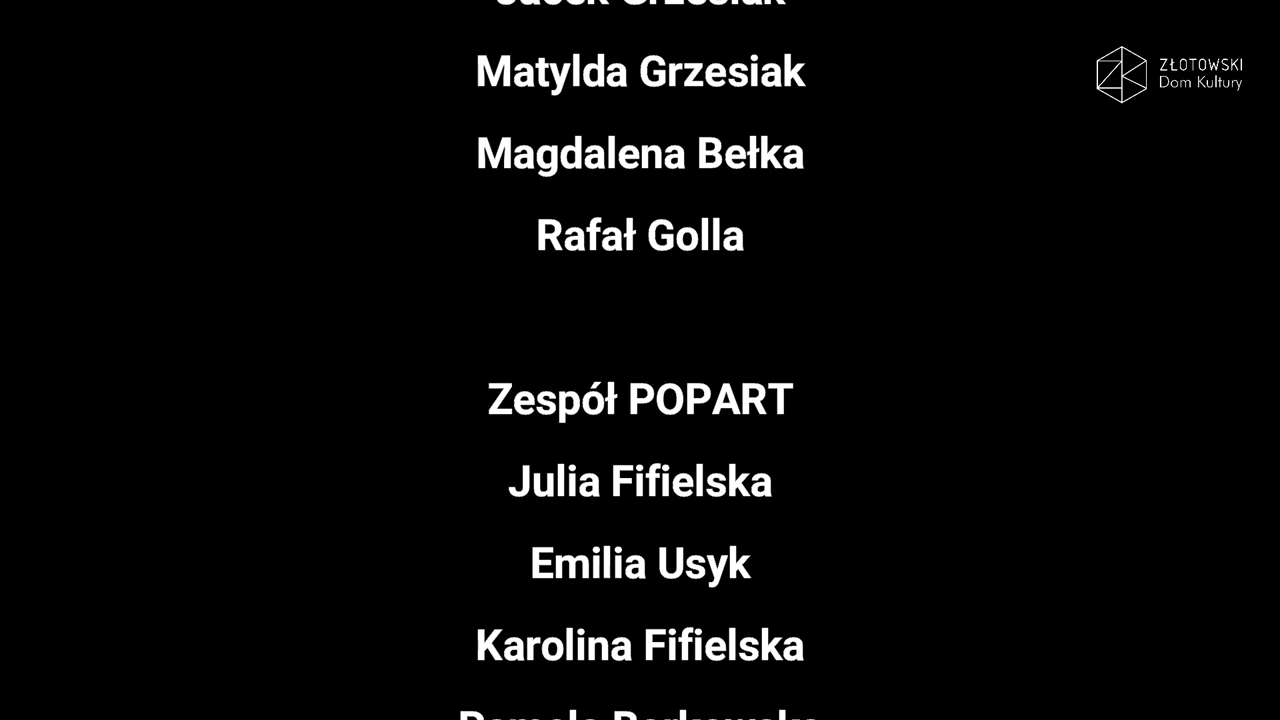 Matylda Grzesiak
Magdalena Bełka
Rafał Golla
Zespół POPART
Julia Fifielska
Emilia Usyk
Karolina Fifielska
ZŁOTOWSKI
Dom Kultury